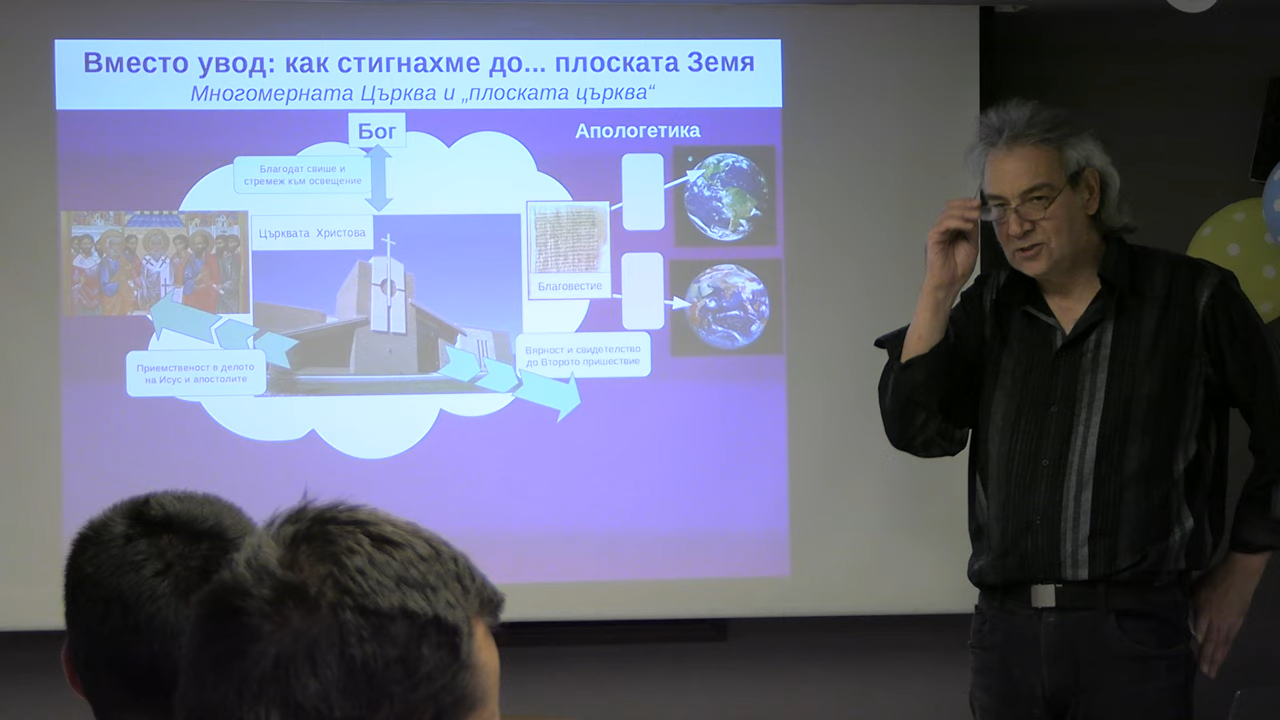 Вместо увод: как стигнахме до... плоската Земя
Многомерната Църква и „плоската църква“
Бог
Апологетика
Благодат свише и
стремеж към освещение
Църквата Христова
Благовестие
Вярност и свидетелство
до Второто пришествие
Приемственост в делото
на Исус и апостолите